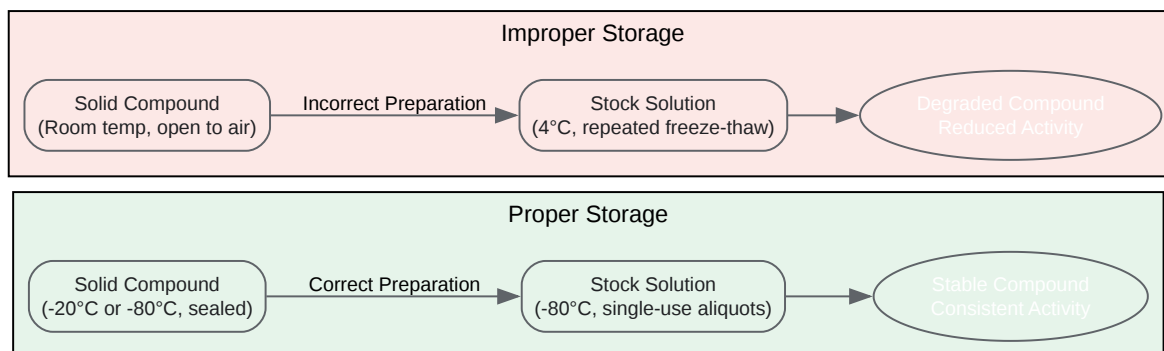 Improper Storage
Solid Compound
(Room temp, open to air)
Incorrect Preparation
Stock Solution
(4°C, repeated freeze-thaw)
Degraded Compound
Reduced Activity
Proper Storage
Solid Compound
(-20°C or -80°C, sealed)
Correct Preparation
Stock Solution
(-80°C, single-use aliquots)
Stable Compound
Consistent Activity